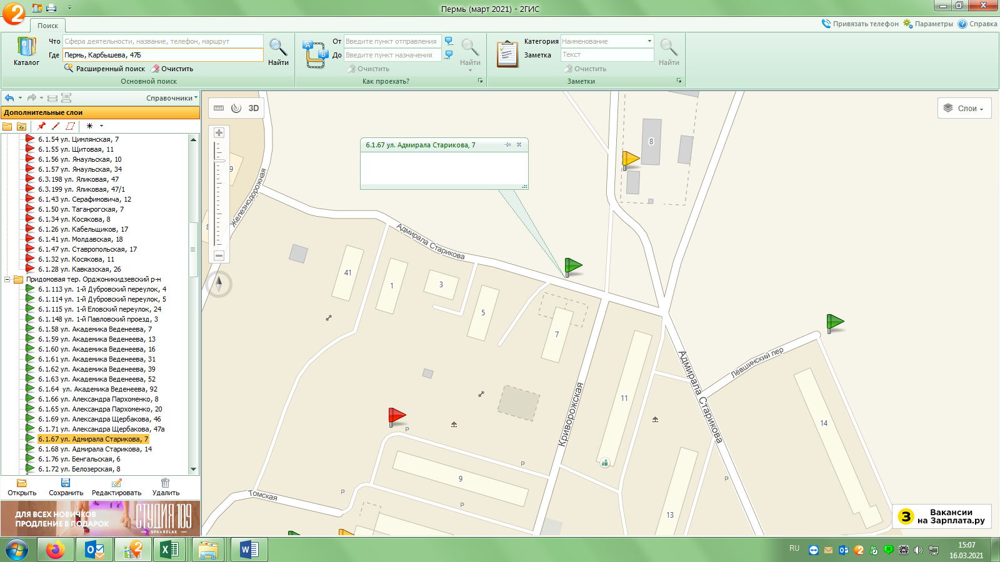 Пермь (март 2021) - 2ГИС
Поиск
Привязать телефон
Параметры
Справка
Каталог
Что
Сфера деятельности, название, телефон, маршрут
Где
Пермь, Карбышева, 47Б
Расширенный поиск
Очистить
Найти
Основной поиск
A
B
От
Введите пункт отправления
До
Введите пункт назначения
Очистить
Найти
Как проехать?
Категория
Наименование
Заметка
Текст
Очистить
Найти
Заметки
Справочники
Дополнительные слои
6.1.54 ул. Цимлянская, 7
6.1.55 ул. Щитовая, 11
6.1.56 ул. Янаульская, 10
6.1.57 ул. Янаульская, 34
6.3.198 ул. Яликовая, 47
6.3.199 ул. Яликовая, 47/1
6.1.43 ул. Серафимовича, 12
6.1.50 ул. Таганрогская, 7
6.1.34 ул. Косякова, 8
6.1.26 ул. Кабельщиков, 17
6.1.41 ул. Молдавская, 18
6.1.47 ул. Ставропольская, 17
6.1.32 ул. Косякова, 11
6.1.28 ул. Кавказская, 26
Придомовая тер. Орджоникидзевский р-н
6.1.113 ул. 1-й Дубровский переулок, 4
6.1.114 ул. 1-й Дубровский переулок, 5
6.1.115 ул. 1-й Еловский переулок, 24
6.1.148 ул. 1-й Павловский проезд, 3
6.1.58 ул. Академика Веденеева, 7
6.1.59 ул. Академика Веденеева, 13
6.1.60 ул. Академика Веденеева, 16
6.1.61 ул. Академика Веденеева, 31
6.1.62 ул. Академика Веденеева, 39
6.1.63 ул. Академика Веденеева, 52
6.1.64 ул. Академика Веденеева, 92
6.1.66 ул. Александра Пархоменко, 8
6.1.65 ул. Александра Пархоменко, 20
6.1.69 ул. Александра Щербакова, 46
6.1.71 ул. Александра Щербакова, 47а
6.1.67 ул. Адмирала Старикова, 7
6.1.68 ул. Адмирала Старикова, 14
6.1.76 ул. Бенгальская, 6
6.1.72 ул. Белозерская, 8
Открыть
Сохранить
Редактировать
Удалить
ДЛЯ ВСЕХ НОВИЧКОВ
ПРОДЛЕНИЕ В ПОДАРОК
СТУДИЯ 109
SPA & RELAX
3D
Слои
6.1.67 ул. Адмирала Старикова, 7
8
9
Железнодорожная
Адмирала Старикова
41
1
3
5
7
Адмирала Старикова
Лёвшинский пер
Криворожская
11
14
P
P
9
P
P
P
13
Томская
З
Вакансии
на Зарплата.ру
RU
15:07
16.03.2021